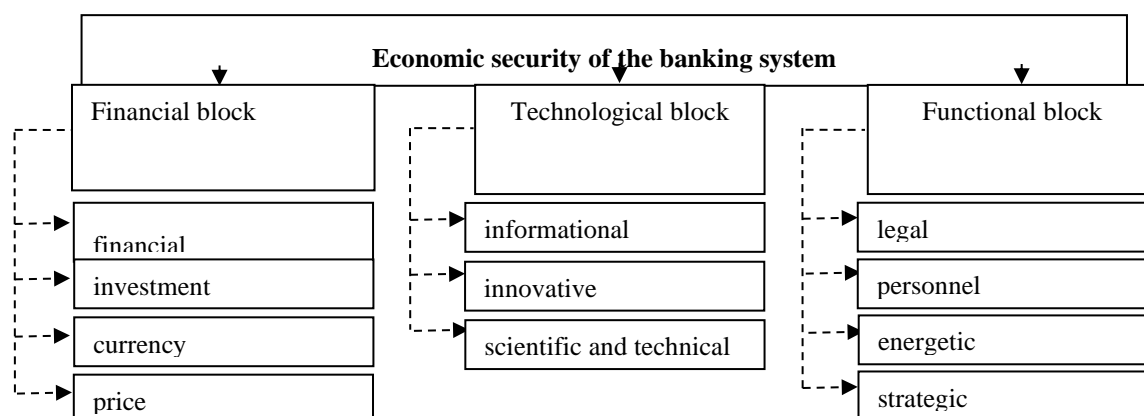 Economic security of the banking system
Financial block
Technological block
Functional block
financial
investment
currency
price
informational
innovative
scientific and technical
legal
personnel
energetic
strategic